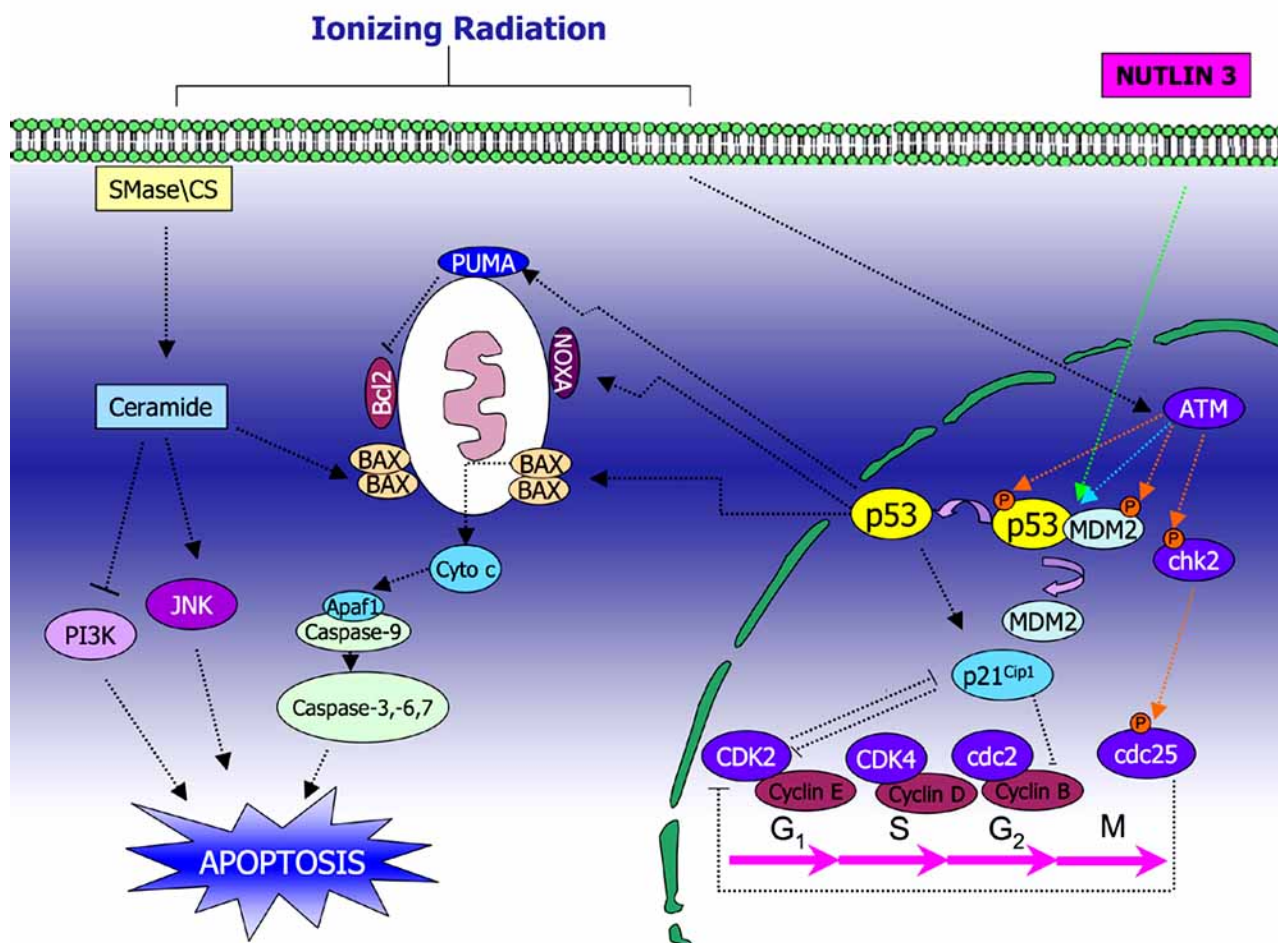 Ionizing Radiation
NUTLIN 3
SMase\CS
PUMA
NOXA
Bcl2
Ceramide
ATM
BAX
BAX
BAX
BAX
p53
P
p53
MDM2
P
P
chk2
Cyto c
JNK
Apaf1
Caspase-9
PI3K
MDM2
p21Cip1
Caspase-3,-6,7
P
CDK2
CDK4
cdc2
cdc25
Cyclin E
Cyclin D
Cyclin B
G1
S
G2
M
APOPTOSIS